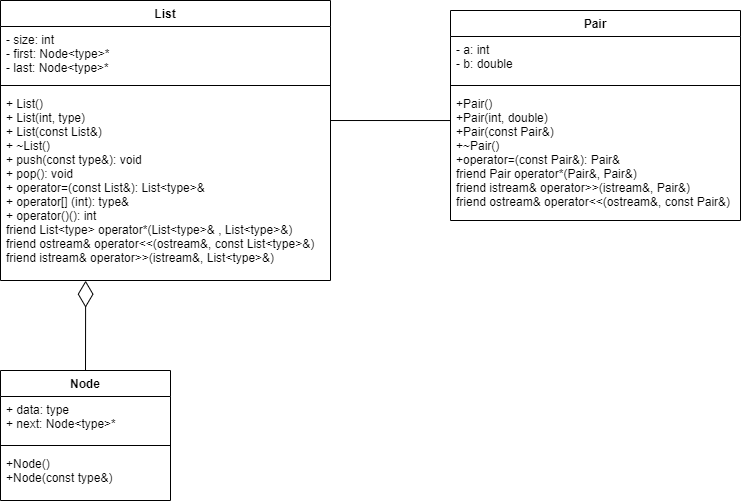 List
- size: int
- first: Node<type>*
- last: Node<type>*
+ List()
+ List(int, type)
+ List(const List&)
+ ~List()
+ push(const type&): void
+ pop(): void
+ operator=(const List&): List<type>&
+ operator[] (int): type&
+ operator()(): int
friend List<type> operator*(List<type>& , List<type>&)
friend ostream& operator<<(ostream&, const List<type>&)
friend istream& operator>>(istream&, List<type>&)
Pair
- a: int
- b: double
+Pair()
+Pair(int, double)
+Pair(const Pair&)
+~Pair()
+operator=(const Pair&): Pair&
friend Pair operator*(Pair&, Pair&)
friend istream& operator>>(istream&, Pair&)
friend ostream& operator<<(ostream&, const Pair&)
Node
+ data: type
+ next: Node<type>*
+Node()
+Node(const type&)